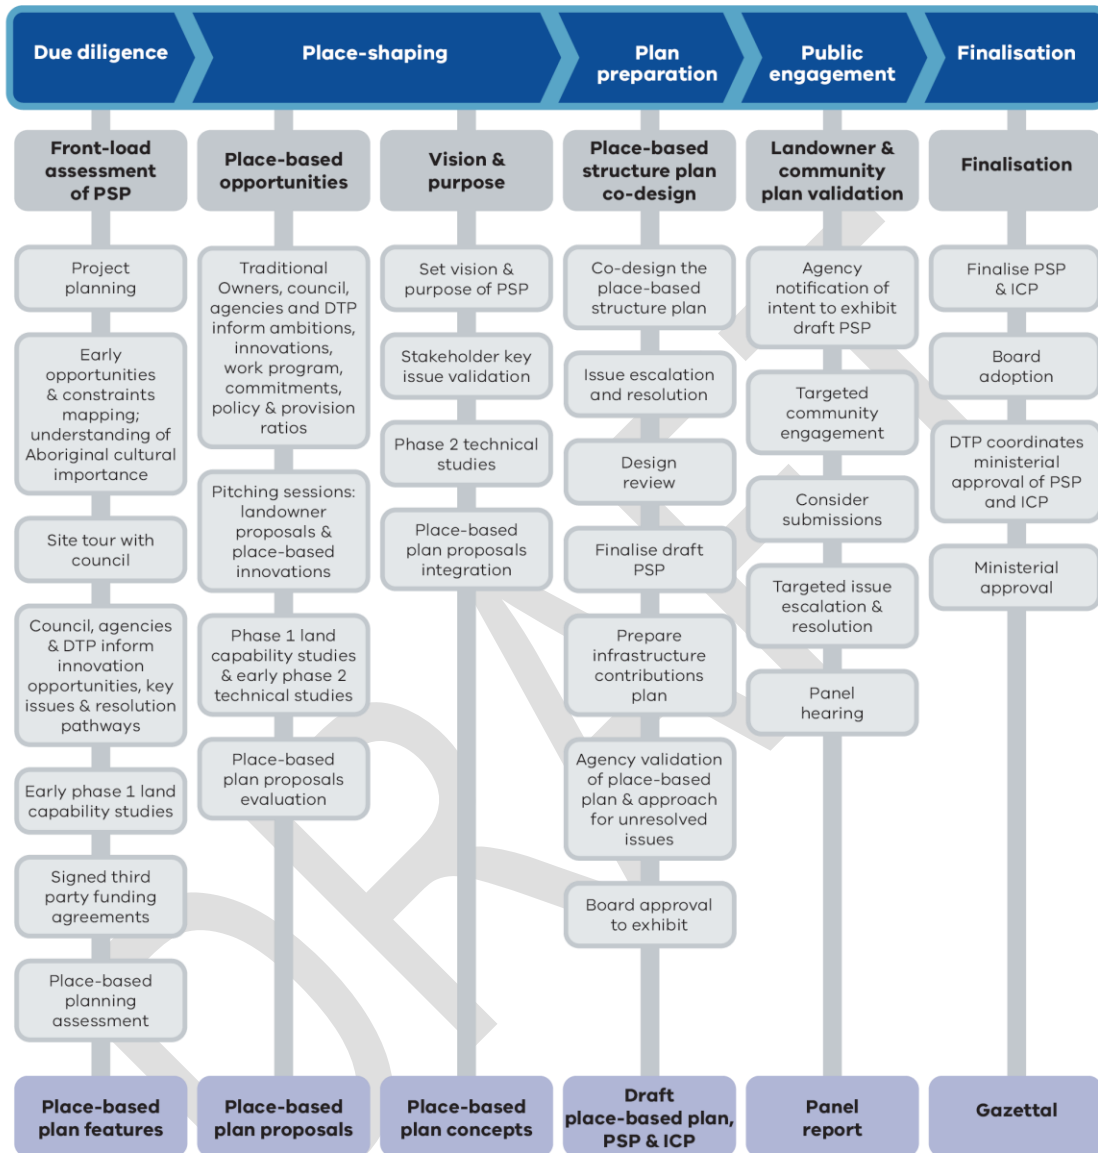 Due diligence
Place-shaping
Plan
preparation
Public
engagement
Finalisation
Front-load
assessment
of PSP
Project
planning
Early
opportunities
& constraints
mapping;
understanding of
Aboriginal cultural
importance
Site tour with
council
Council, agencies
& DTP inform
innovation
opportunities, key
issues & resolution
pathways
Early phase 1 land
capability studies
Signed third
party funding
agreements
Place-based
planning
assessment
Place-based
plan features
Place-based
opportunities
Traditional
Owners, council,
agencies and DTP
inform ambitions,
innovations,
work program,
commitments,
policy & provision
ratios
Pitching sessions:
landowner
proposals &
place-based
innovations
Phase 1 land
capability studies
& early phase 2
technical studies
Place-based
plan proposals
evaluation
Place-based
plan proposals
Vision &
purpose
Set vision &
purpose of PSP
Stakeholder key
issue validation
Phase 2 technical
studies
Place-based
plan proposals
integration
Place-based
plan concepts
Place-based
structure plan
co-design
Co-design the
place-based
structure plan
Issue escalation
and resolution
Design
review
Finalise draft
PSP
Prepare
infrastructure
contributions
plan
Agency validation
of place-based
plan & approach
for unresolved
issues
Board approval
to exhibit
Draft
place-based plan,
PSP & ICP
Landowner &
community
plan validation
Agency
notification of
intent to exhibit
draft PSP
Targeted
community
engagement
Consider
submissions
Targeted issue
escalation &
resolution
Panel
hearing
Panel
report
Finalisation
Finalise PSP
& ICP
Board
adoption
DTP coordinates
ministerial
approval of PSP
and ICP
Ministerial
approval
Gazettal
DRAFT